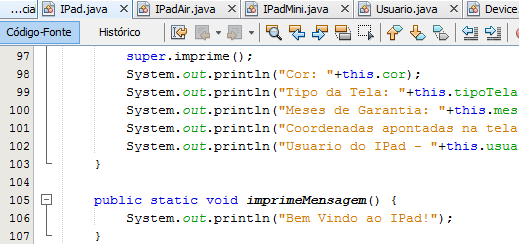 ...cia IPad.java IPadAir.java IPadMini.java Usuario.java Device.
Código-Fonte Histórico
97 super.imprime();
98 System.out.println("Cor: "+this.cor);
99 System.out.println("Tipo da Tela: "+this.tipoTela
100 System.out.println("Meses de Garantia: "+this.mes
101 System.out.println("Coordenadas apontadas na tela
102 System.out.println("Usuario do IPad - "+this.usua
103 }
104
105 public static void imprimeMensagem() {
106 System.out.println("Bem Vindo ao IPad!");
107 }